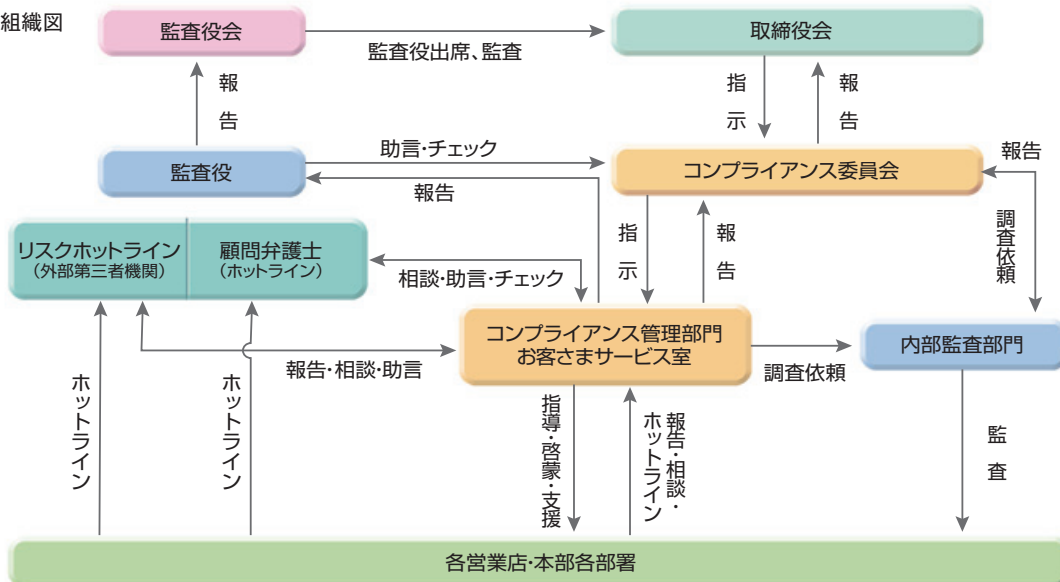 組織図
監査役会
取締役会
監査役出席、監査
報告
指示
報告
監査役
助言・チェック
報告
コンプライアンス委員会
報告
調査依頼
リスクホットライン
(外部第三者機関)
顧問弁護士
(ホットライン)
相談・助言・チェック
指示
報告
コンプライアンス管理部門
お客さまサービス室
内部監査部門
報告・相談・助言
調査依頼
ホットライン
ホットライン
指導・啓蒙・支援
報告・相談・
ホットライン
監査
各営業店・本部各部署